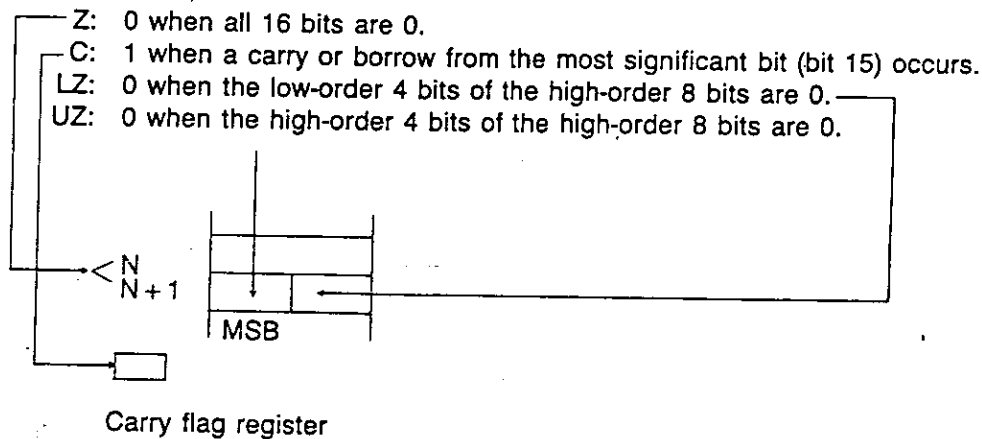 Z: 0 when all 16 bits are 0.
C: 1 when a carry or borrow from the most significant bit (bit 15) occurs.
LZ: 0 when the low-order 4 bits of the high-order 8 bits are 0.
UZ: 0 when the high-order 4 bits of the high-order 8 bits are 0.
< N
N + 1
MSB
Carry flag register